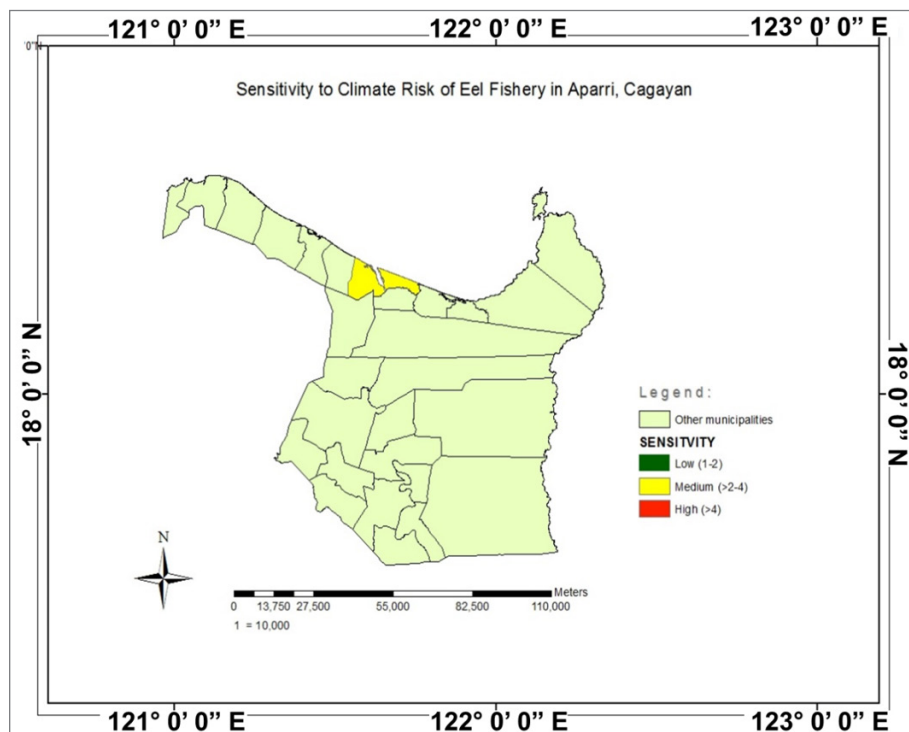 121° 0' 0” E 122° 0' 0” E 123° 0' 0” E
0"N
Sensitivity to Climate Risk of Eel Fishery in Aparri, Cagayan
18° 0' 0” N
18° 0' 0” N
Legend:
Other municipalities
SENSITVITY
Low (1-2)
Medium (>2-4)
High (>4)
N
Meters
0 13,750 27,500 55,000 82,500 110,000
1 = 10,000
121° 0' 0” E 122° 0' 0” E 123° 0' 0” E